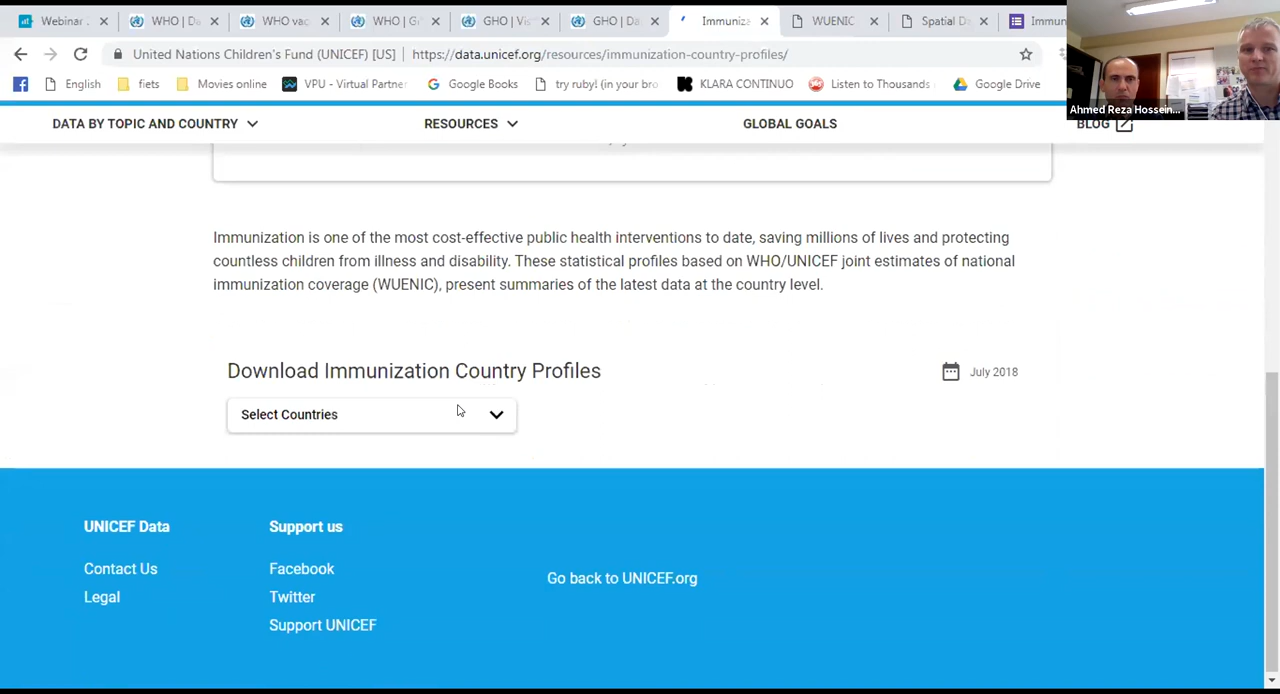 Webinar
WHO | D
WHO vac
WHO | G
GHO | Vis
GHO | Da
Immuniza
WUENIC
Spatial Da
Immun
United Nations Children's Fund (UNICEF) [US]
https://data.unicef.org/resources/immunization-country-profiles/
English
fiets
Movies online
VPU - Virtual Partne
Google Books
try ruby! (in your bro
KLARA CONTINUO
Listen to Thousands
Google Drive
Ahmed Reza Hossein...
DATA BY TOPIC AND COUNTRY
RESOURCES
GLOBAL GOALS
BLOG
Immunization is one of the most cost-effective public health interventions to date, saving millions of lives and protecting
countless children from illness and disability. These statistical profiles based on WHO/UNICEF joint estimates of national
immunization coverage (WUENIC), present summaries of the latest data at the country level.
Download Immunization Country Profiles
July 2018
Select Countries
UNICEF Data
Support us
Contact Us
Facebook
Go back to UNICEF.org
Legal
Twitter
Support UNICEF